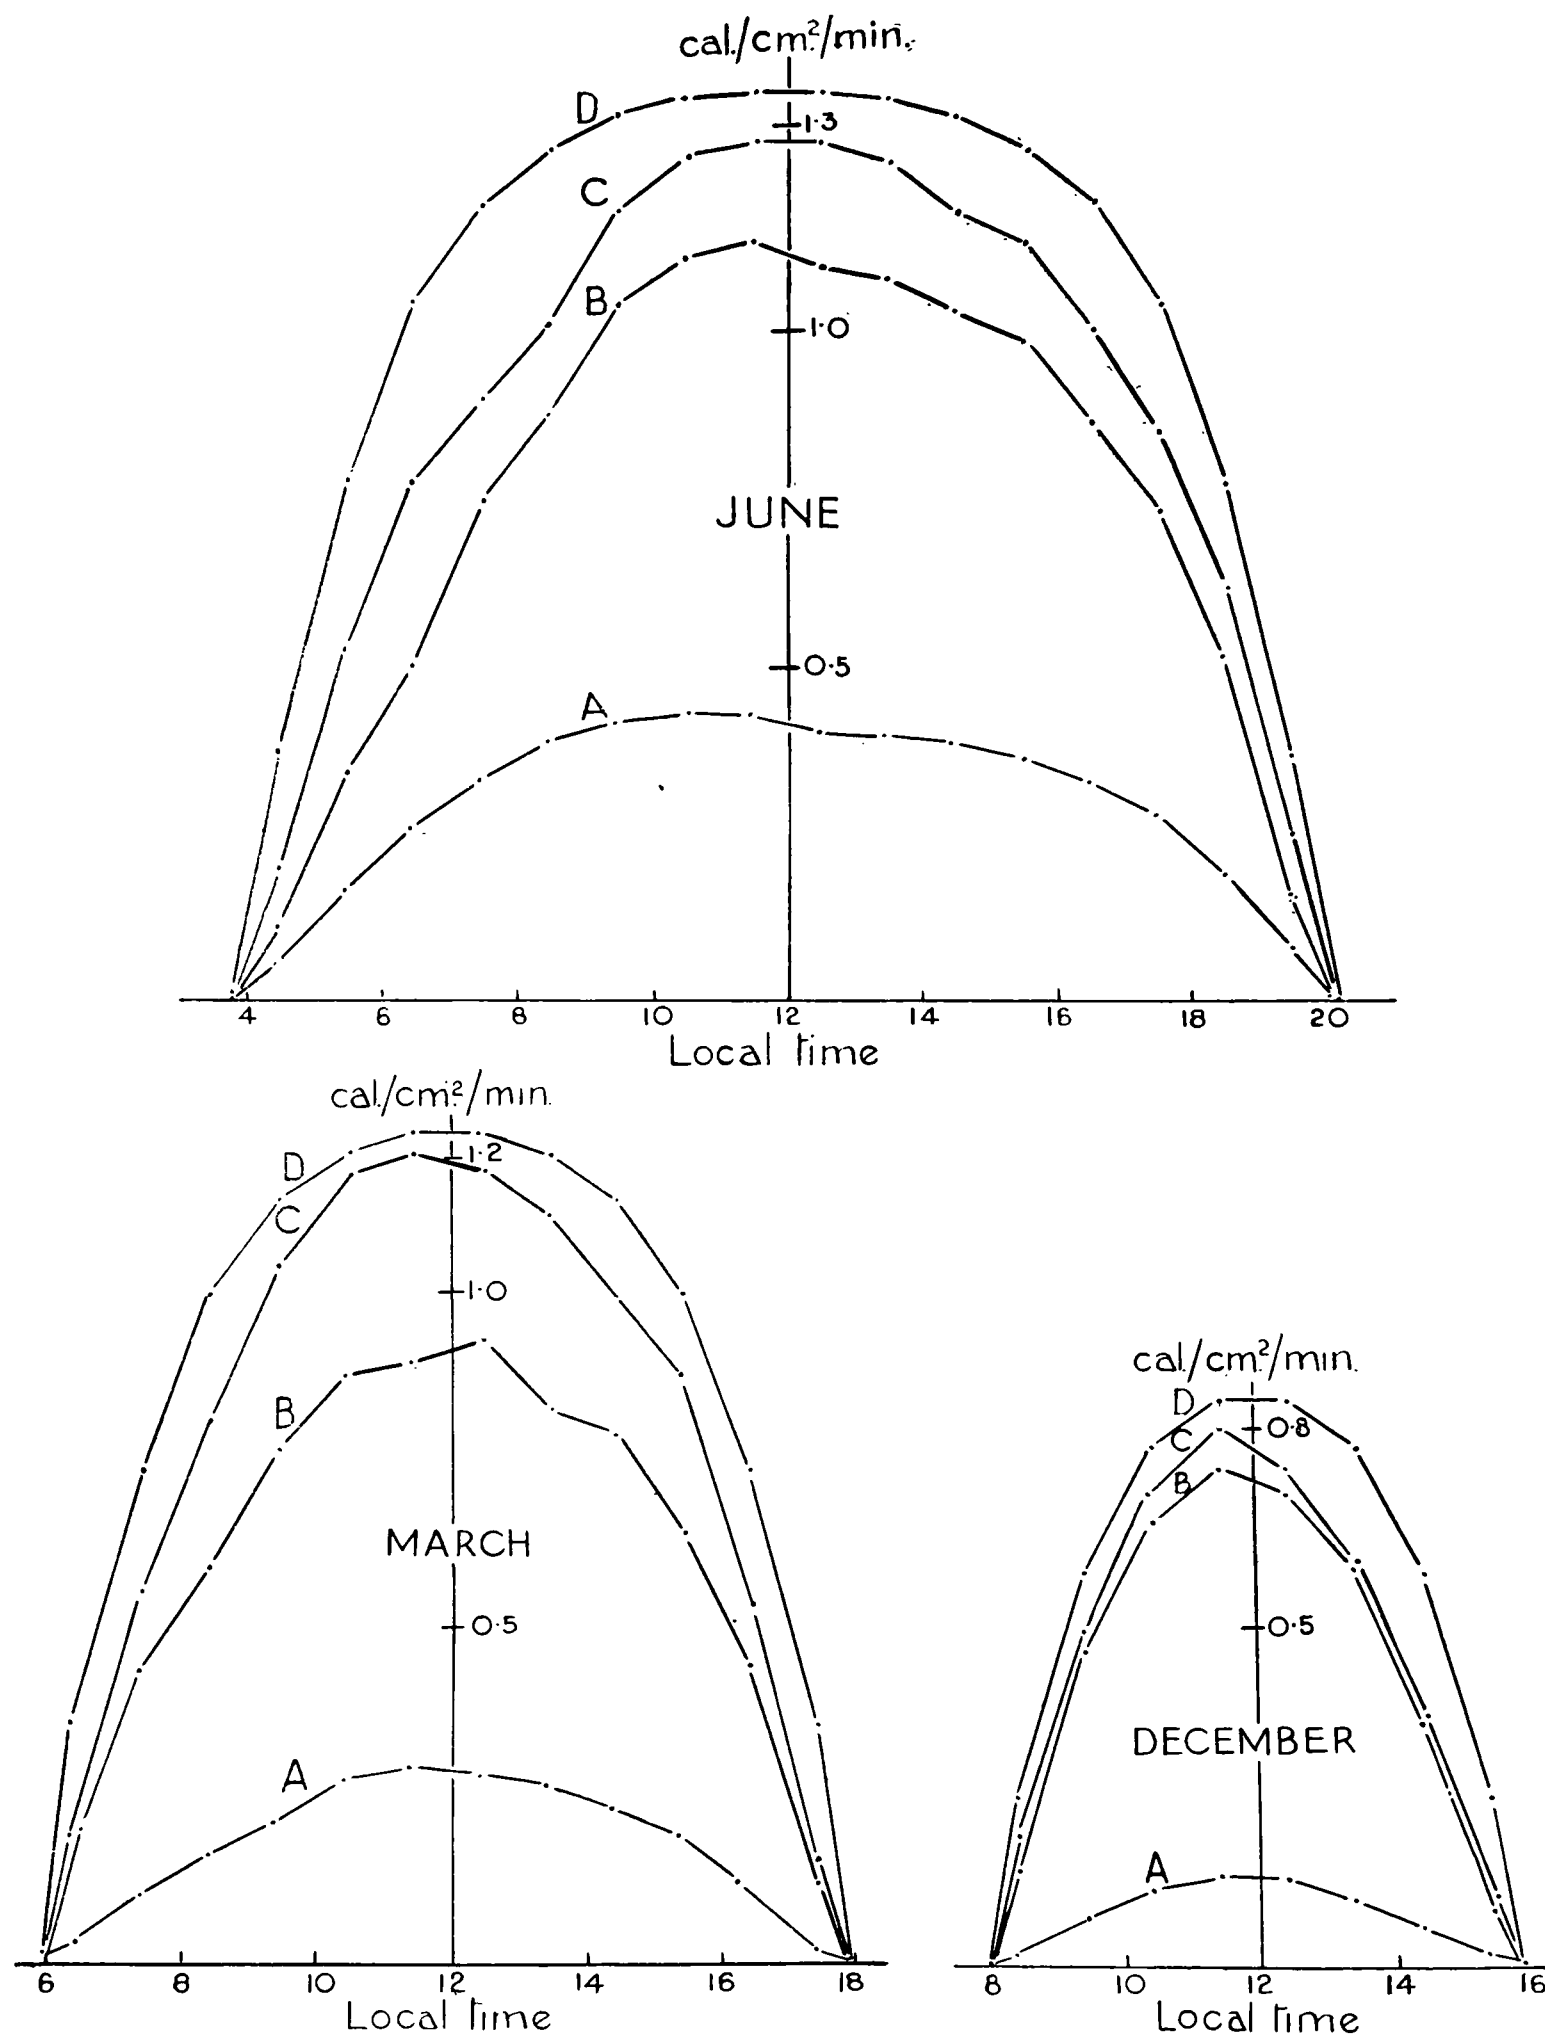 cal./cm²/min.
D
1·3
C
B
1·0
JUNE
0·5
A
4 6 8 10 12 14 16 18 20
Local time
cal./cm²/min.
D
1·2
C
1·0
B
MARCH
0·5
A
6 8 10 12 14 16 18
Local time
cal./cm²/min.
D
0·8
C
B
0·5
DECEMBER
A
8 10 12 14 16
Local time